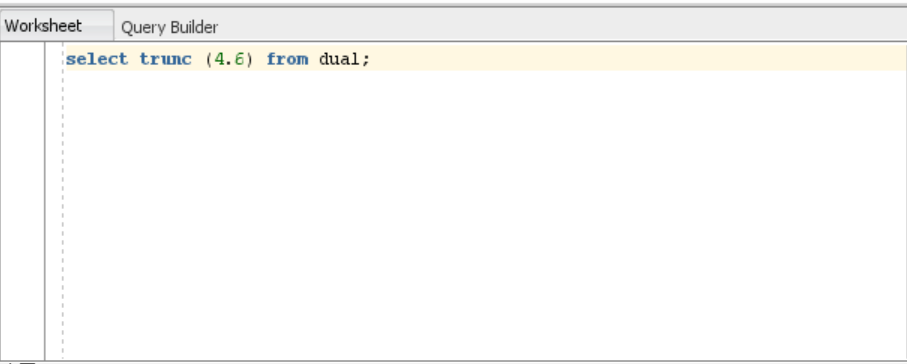 Worksheet Query Builder
select trunc (4.6) from dual;